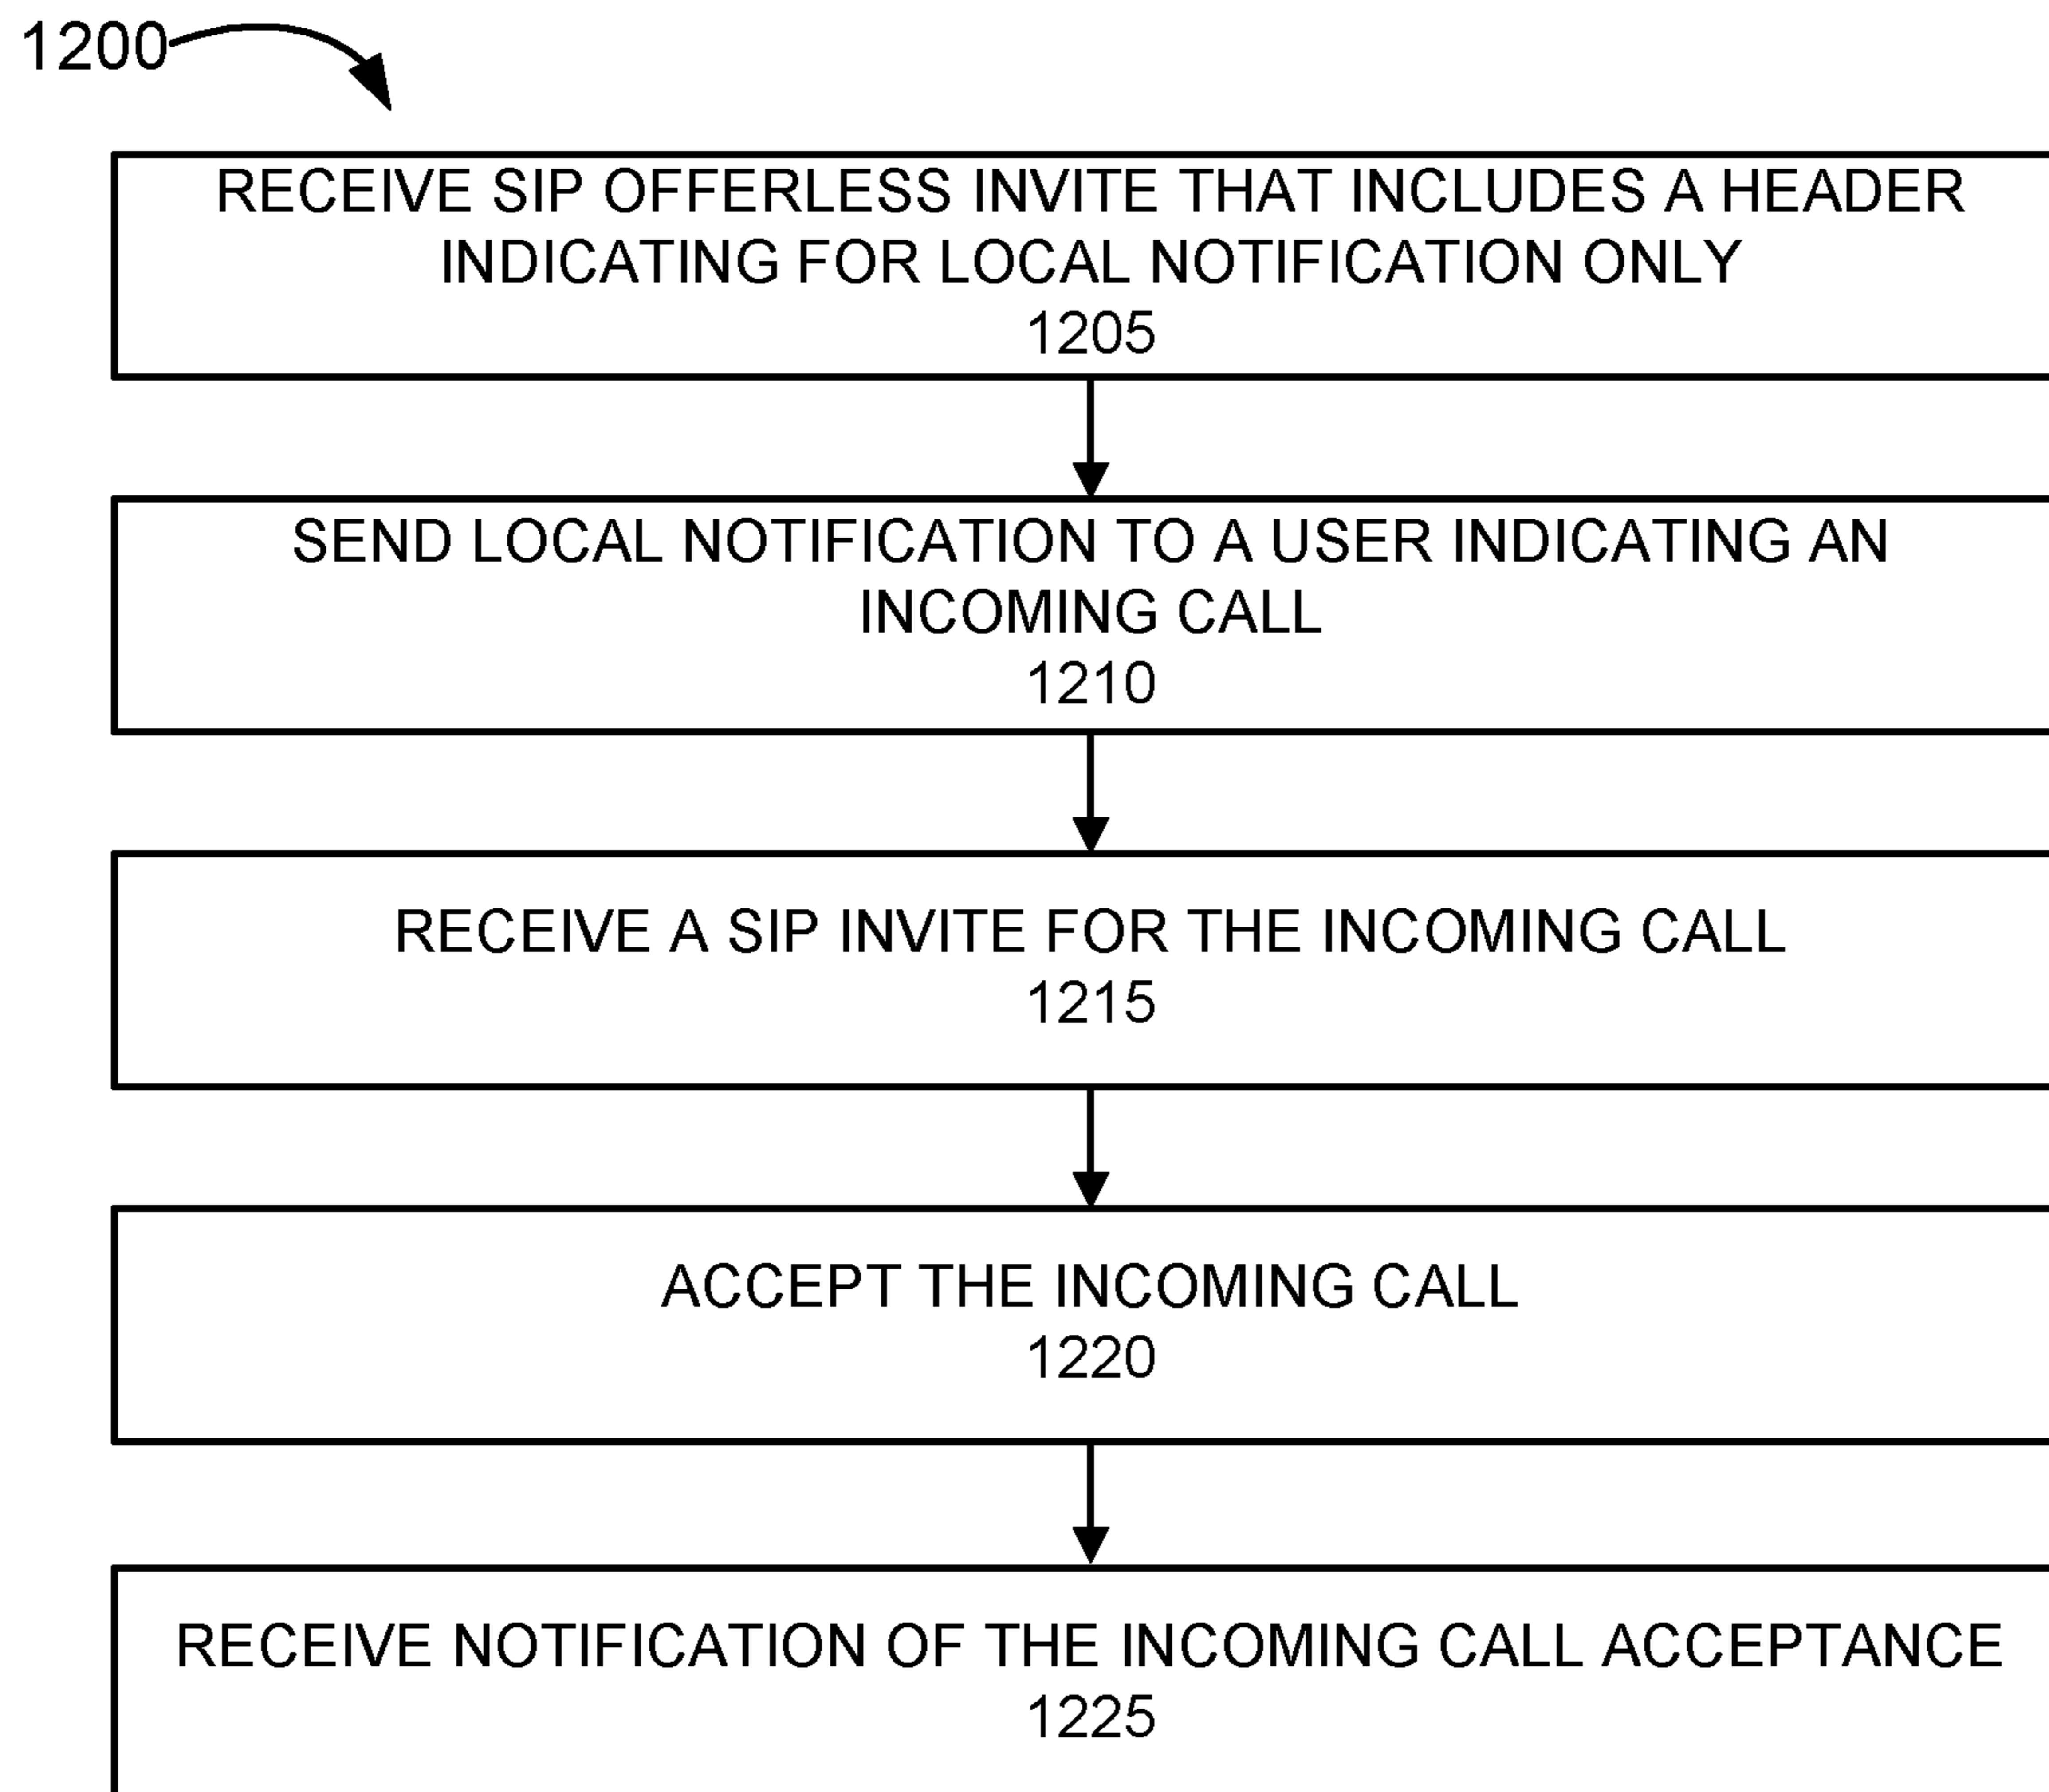 1200
RECEIVE SIP OFFERLESS INVITE THAT INCLUDES A HEADER
INDICATING FOR LOCAL NOTIFICATION ONLY
1205
SEND LOCAL NOTIFICATION TO A USER INDICATING AN
INCOMING CALL
1210
RECEIVE A SIP INVITE FOR THE INCOMING CALL
1215
ACCEPT THE INCOMING CALL
1220
RECEIVE NOTIFICATION OF THE INCOMING CALL ACCEPTANCE
1225